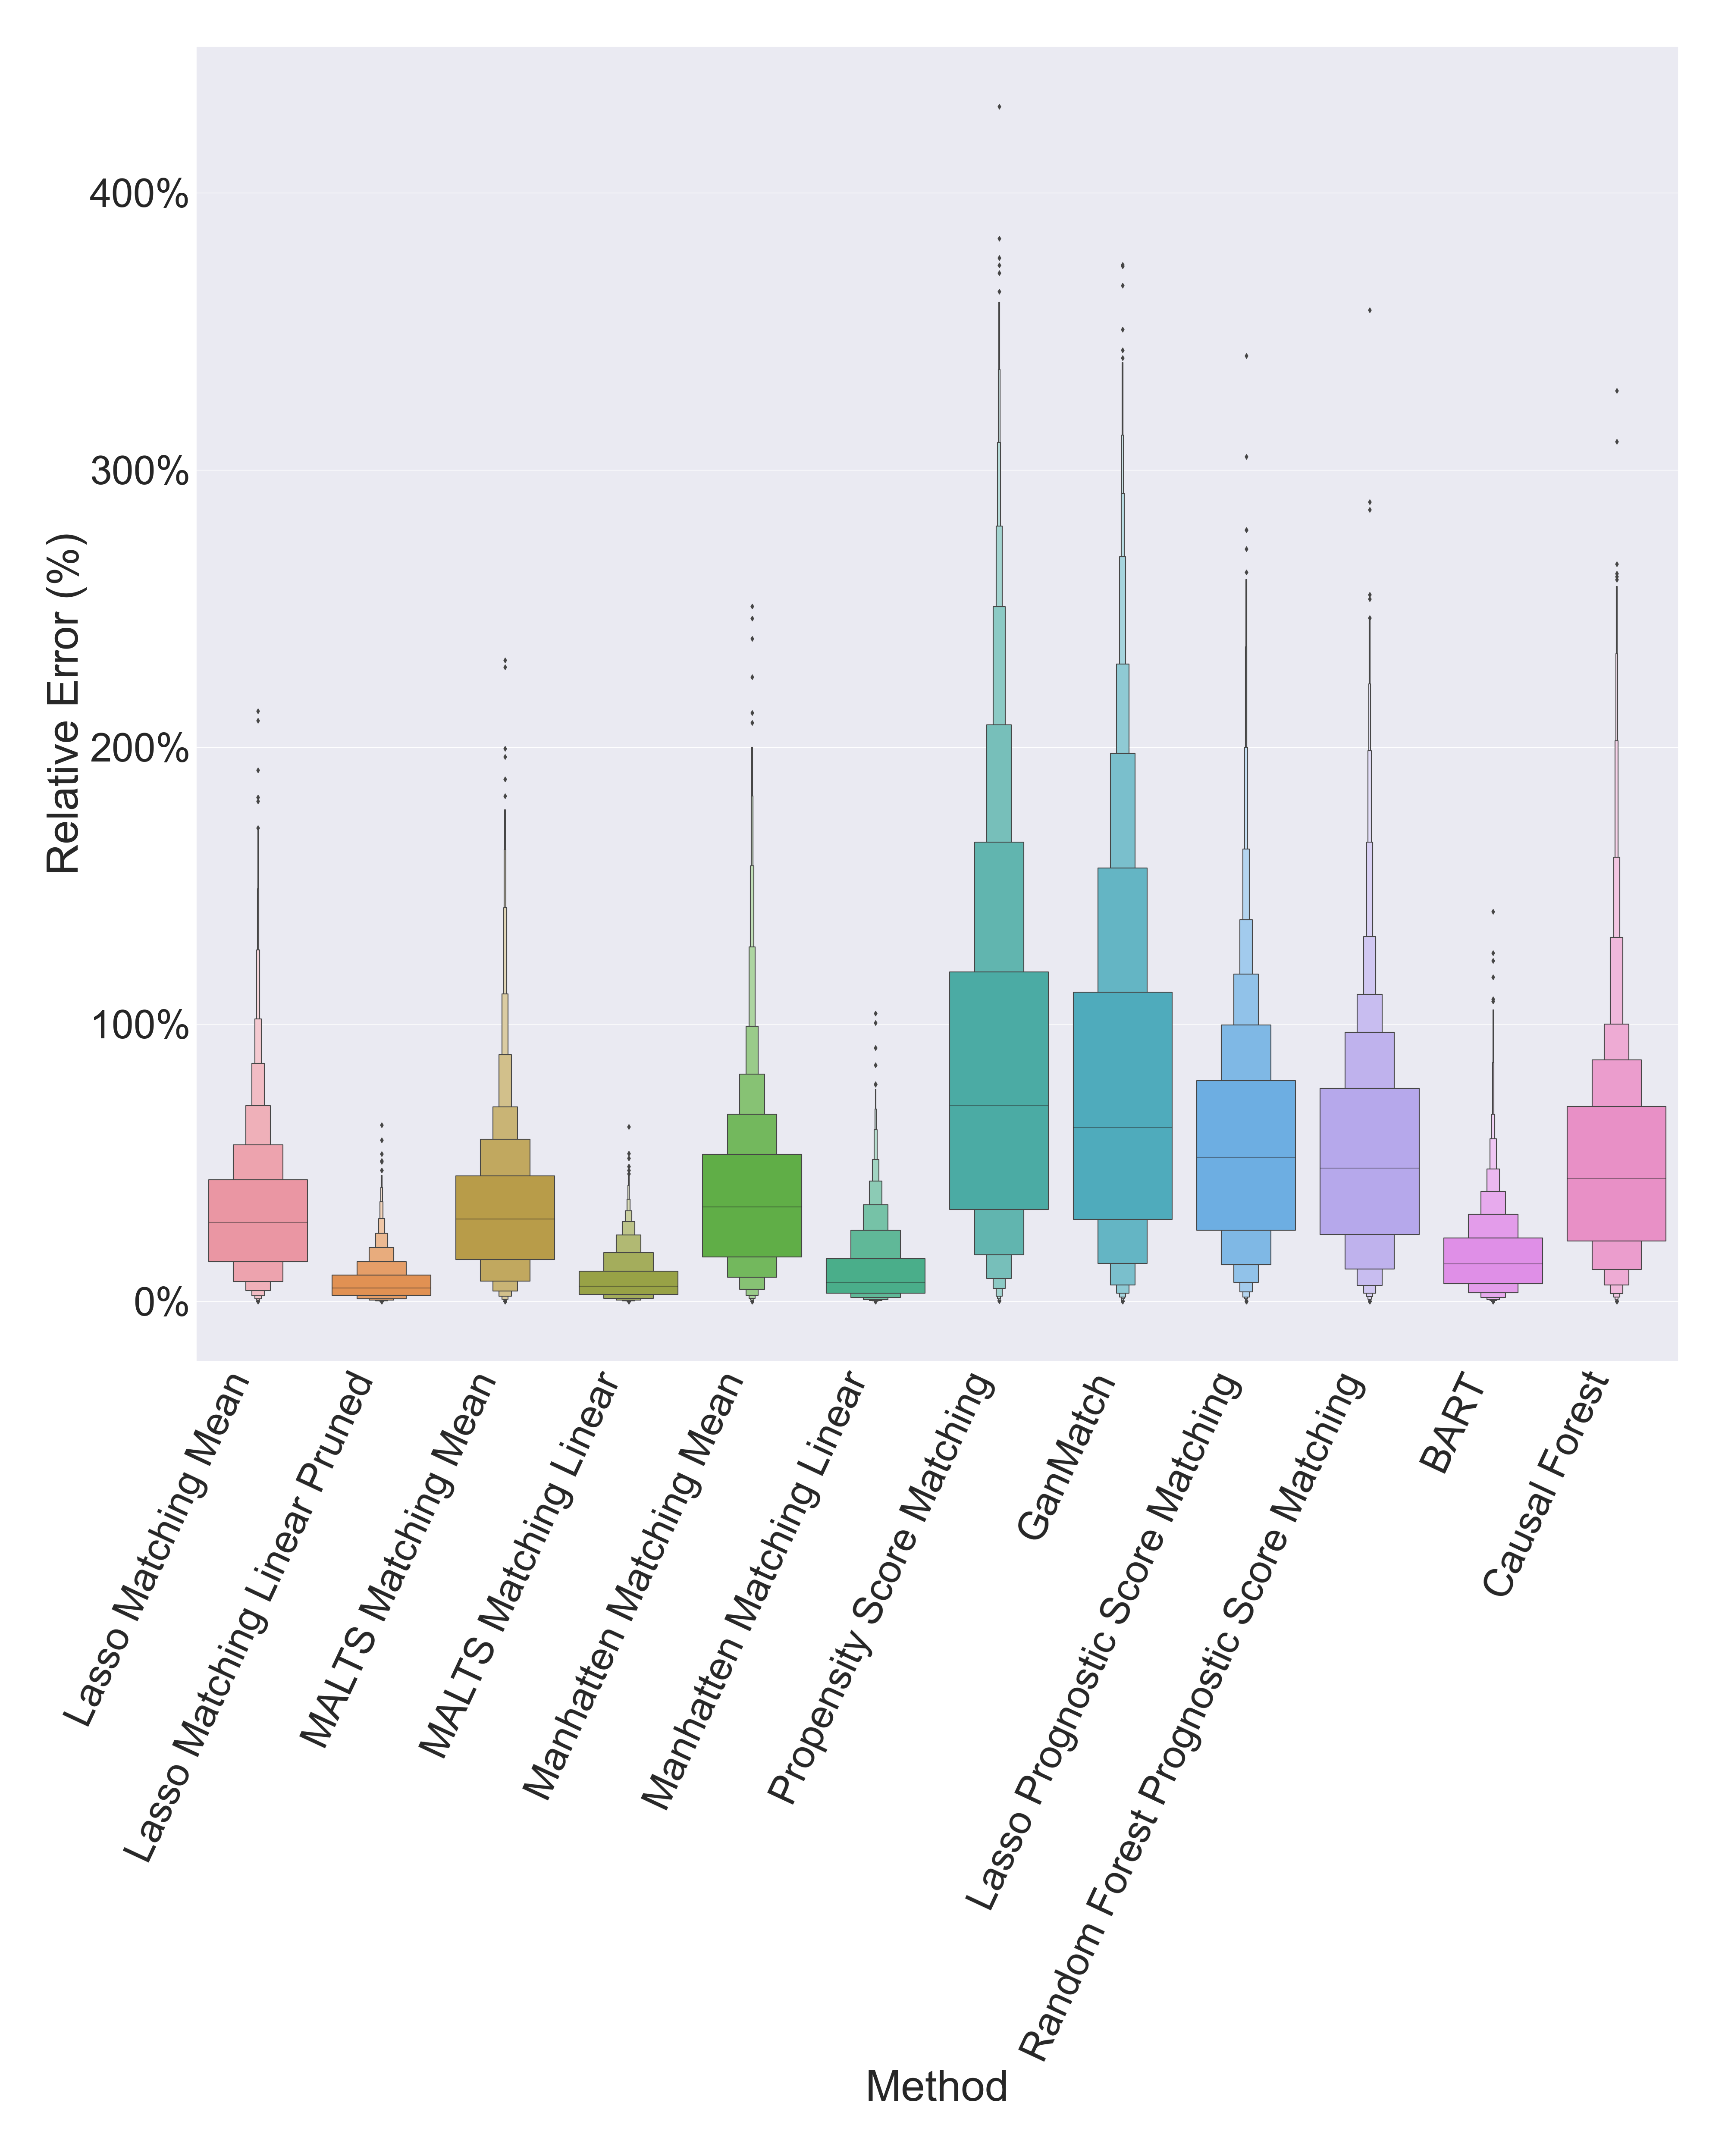 400%
300%
200%
100%
0%
Relative Error (%)
Lasso Matching Mean
Lasso Matching Linear Pruned
MALTS Matching Mean
MALTS Matching Linear
Manhatten Matching Mean
Manhatten Matching Linear
Propensity Score Matching
GanMatch
Lasso Prognostic Score Matching
Random Forest Prognostic Score Matching
BART
Causal Forest
Method